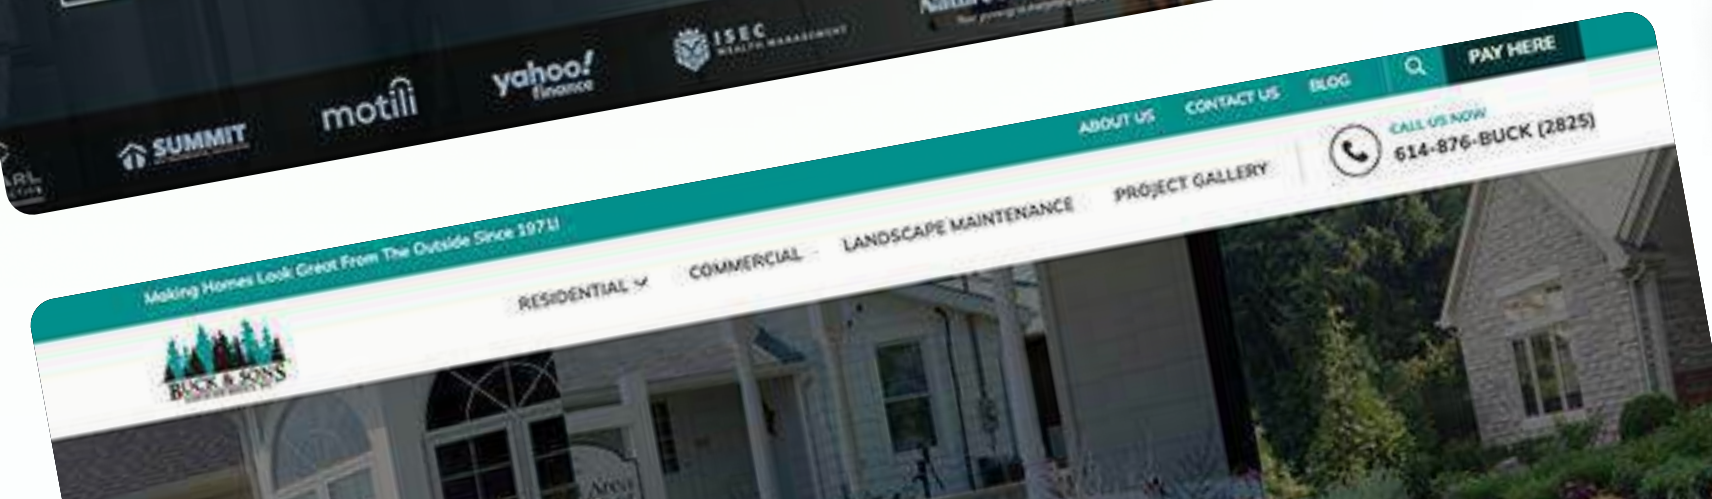 SUMMIT
motili
yahoo!
finance
ISEC
WEALTH MANAGEMENT
PAY HERE
ABOUT US
CONTACT US
BLOG
Making Homes Look Great From The Outside Since 1971!
CALL US NOW
614-876-BUCK (2825)
RESIDENTIAL
COMMERCIAL
LANDSCAPE MAINTENANCE
PROJECT GALLERY
BUCK & SONS
Area